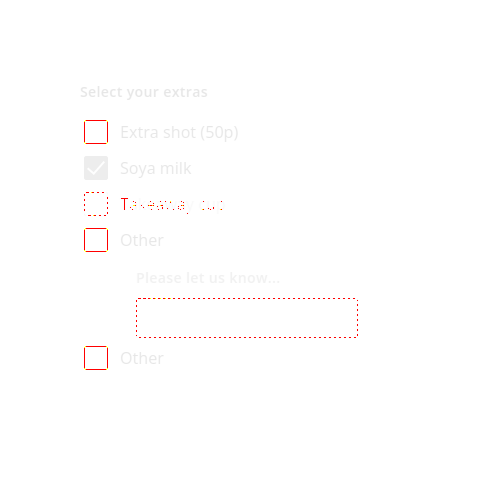 Select your extras
Extra shot (50p)
Soya milk
Takeaway cup
Other
Please let us know...
Other